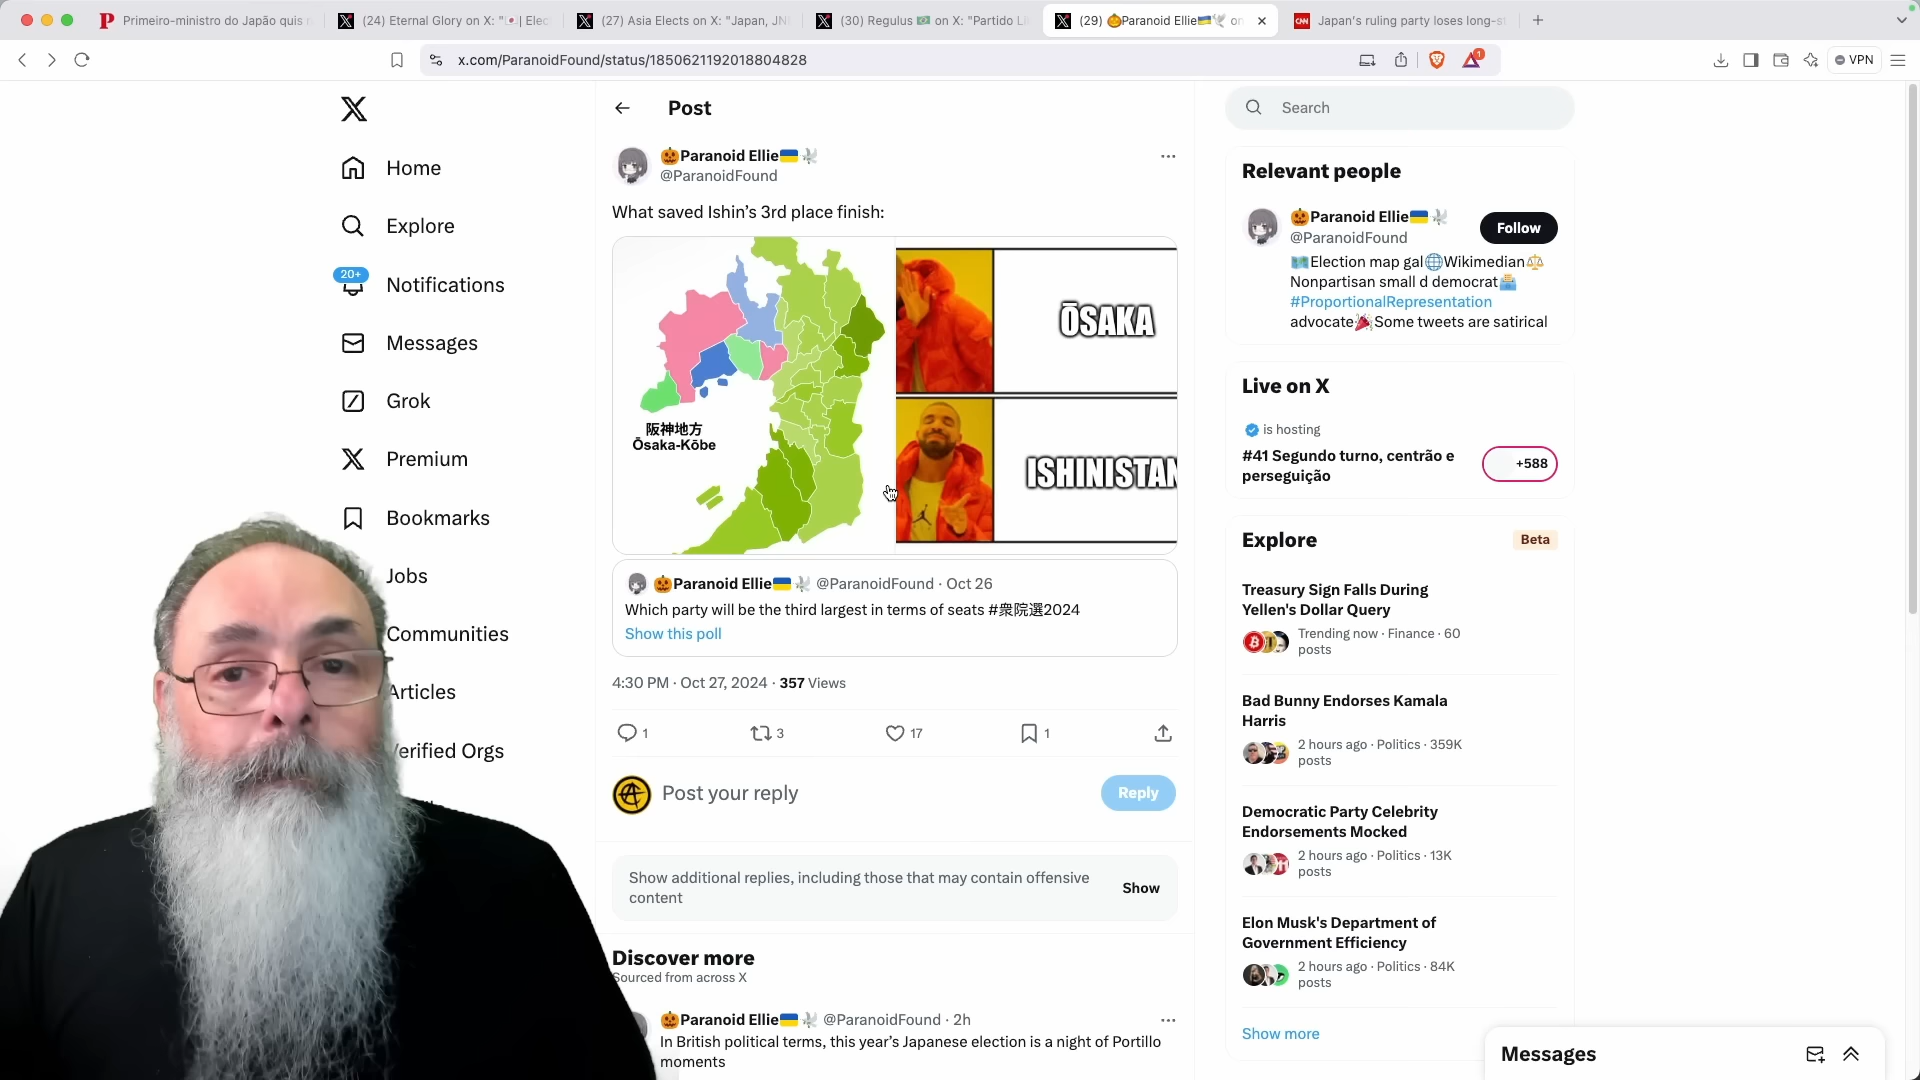 Primeiro-ministro do Japão quis
(24) Eternal Glory on X: "🇯🇵| Elec
(27) Asia Elects on X: "Japan, JN
(30) Regulus 🇧🇷 on X: "Partido L
(29) 🎃Paranoid Ellie🇺🇦🕊️ on
CNN
Japan's ruling party loses long-s
x.com/ParanoidFound/status/1850621192018804828
1
VPN
Home
Explore
20+
Notifications
Messages
Grok
Premium
Bookmarks
Jobs
Communities
Articles
erified Orgs
Post
🎃Paranoid Ellie🇺🇦🕊️
@ParanoidFound
What saved Ishin’s 3rd place finish:
阪神地方
Ōsaka-Kōbe
ŌSAKA
ISHINISTAN
🎃Paranoid Ellie🇺🇦🕊️ @ParanoidFound · Oct 26
Which party will be the third largest in terms of seats #衆院選2024
Show this poll
4:30 PM · Oct 27, 2024 · 357 Views
1
3
17
1
Post your reply
Reply
Show additional replies, including those that may contain offensive
content
Show
Discover more
Sourced from across X
🎃Paranoid Ellie🇺🇦🕊️ @ParanoidFound · 2h
In British political terms, this year’s Japanese election is a night of Portillo
moments
Search
Relevant people
🎃Paranoid Ellie🇺🇦🕊️
@ParanoidFound
Follow
🗺️Election map gal🌐Wikimedian⚖️
Nonpartisan small d democrat🗳️
#ProportionalRepresentation
advocate🎉Some tweets are satirical
Live on X
is hosting
#41 Segundo turno, centrão e
perseguição
+588
Explore
Beta
Treasury Sign Falls During
Yellen's Dollar Query
Trending now · Finance · 60
posts
Bad Bunny Endorses Kamala
Harris
2 hours ago · Politics · 359K
posts
Democratic Party Celebrity
Endorsements Mocked
2 hours ago · Politics · 13K
posts
Elon Musk's Department of
Government Efficiency
2 hours ago · Politics · 84K
posts
Show more
Messages